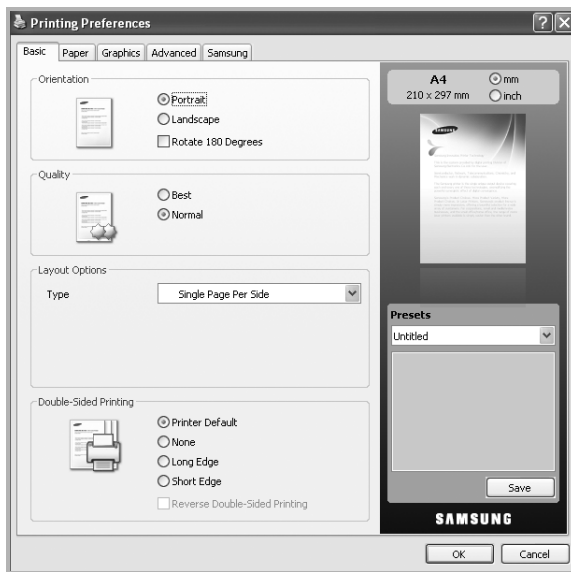 Printing Preferences
Basic Paper Graphics Advanced Samsung
Orientation
Portrait
Landscape
Rotate 180 Degrees
Quality
Best
Normal
Layout Options
Type Single Page Per Side
Double-Sided Printing
Printer Default
None
Long Edge
Short Edge
Reverse Double-Sided Printing
A4
210 x 297 mm
mm
inch
SAMSUNG
Presets
Untitled
Save
SAMSUNG
OK Cancel